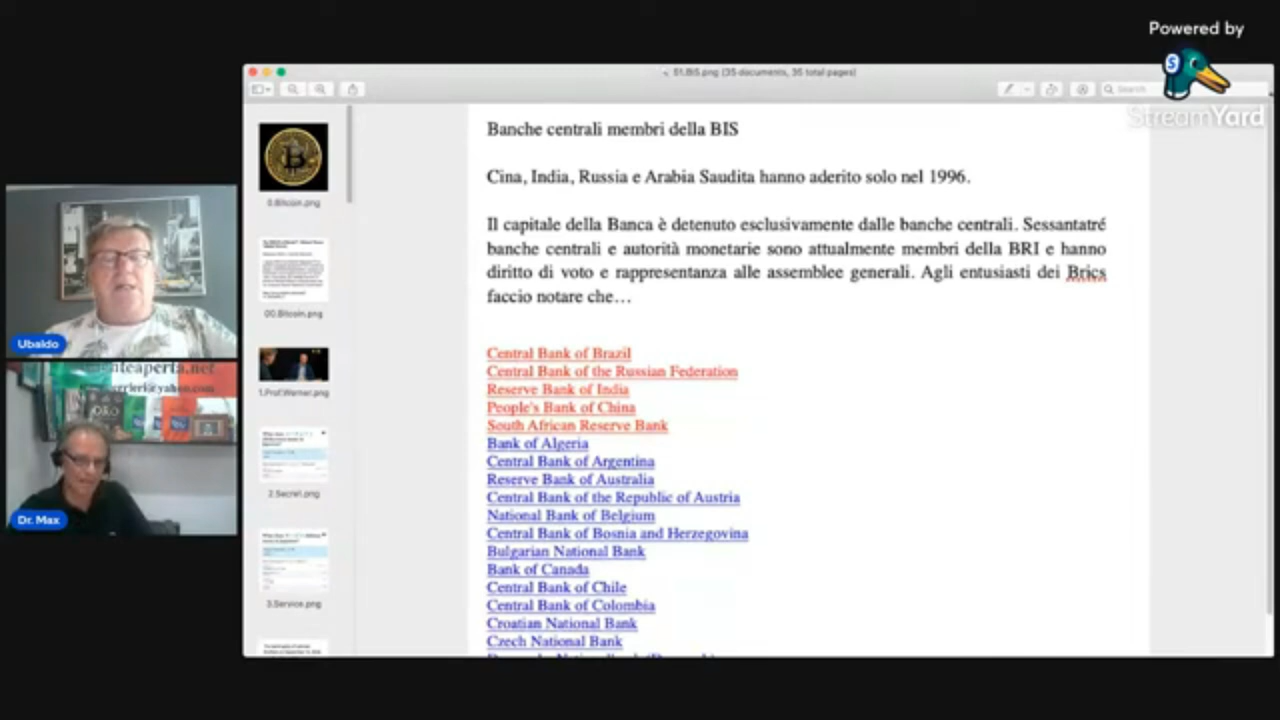 Powered by
StreamYard
51.BIS.png (35 documents, 35 total pages)
Search
Banche centrali membri della BIS
Cina, India, Russia e Arabia Saudita hanno aderito solo nel 1996.
Il capitale della Banca è detenuto esclusivamente dalle banche centrali. Sessantatré
banche centrali e autorità monetarie sono attualmente membri della BRI e hanno
diritto di voto e rappresentanza alle assemblee generali. Agli entusiasti dei Brics
faccio notare che…
Central Bank of Brazil
Central Bank of the Russian Federation
Reserve Bank of India
People's Bank of China
South African Reserve Bank
Bank of Algeria
Central Bank of Argentina
Reserve Bank of Australia
Central Bank of the Republic of Austria
National Bank of Belgium
Central Bank of Bosnia and Herzegovina
Bulgarian National Bank
Bank of Canada
Central Bank of Chile
Central Bank of Colombia
Croatian National Bank
Czech National Bank
0.Bitcoin.png
00.Bitcoin.png
1.Prof.Werner.png
2.Secret.png
3.Service.png
Ubaldo
Dr. Max